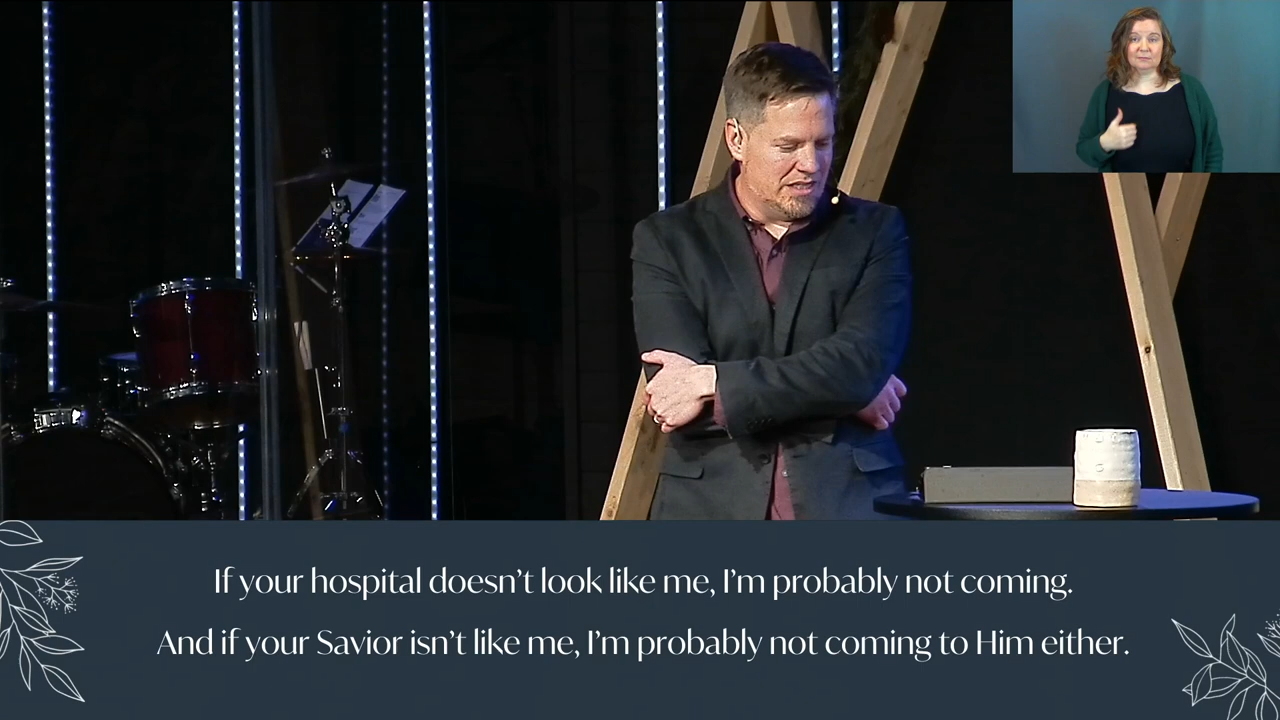 If your hospital doesn’t look like me, I’m probably not coming.
And if your Savior isn’t like me, I’m probably not coming to Him either.